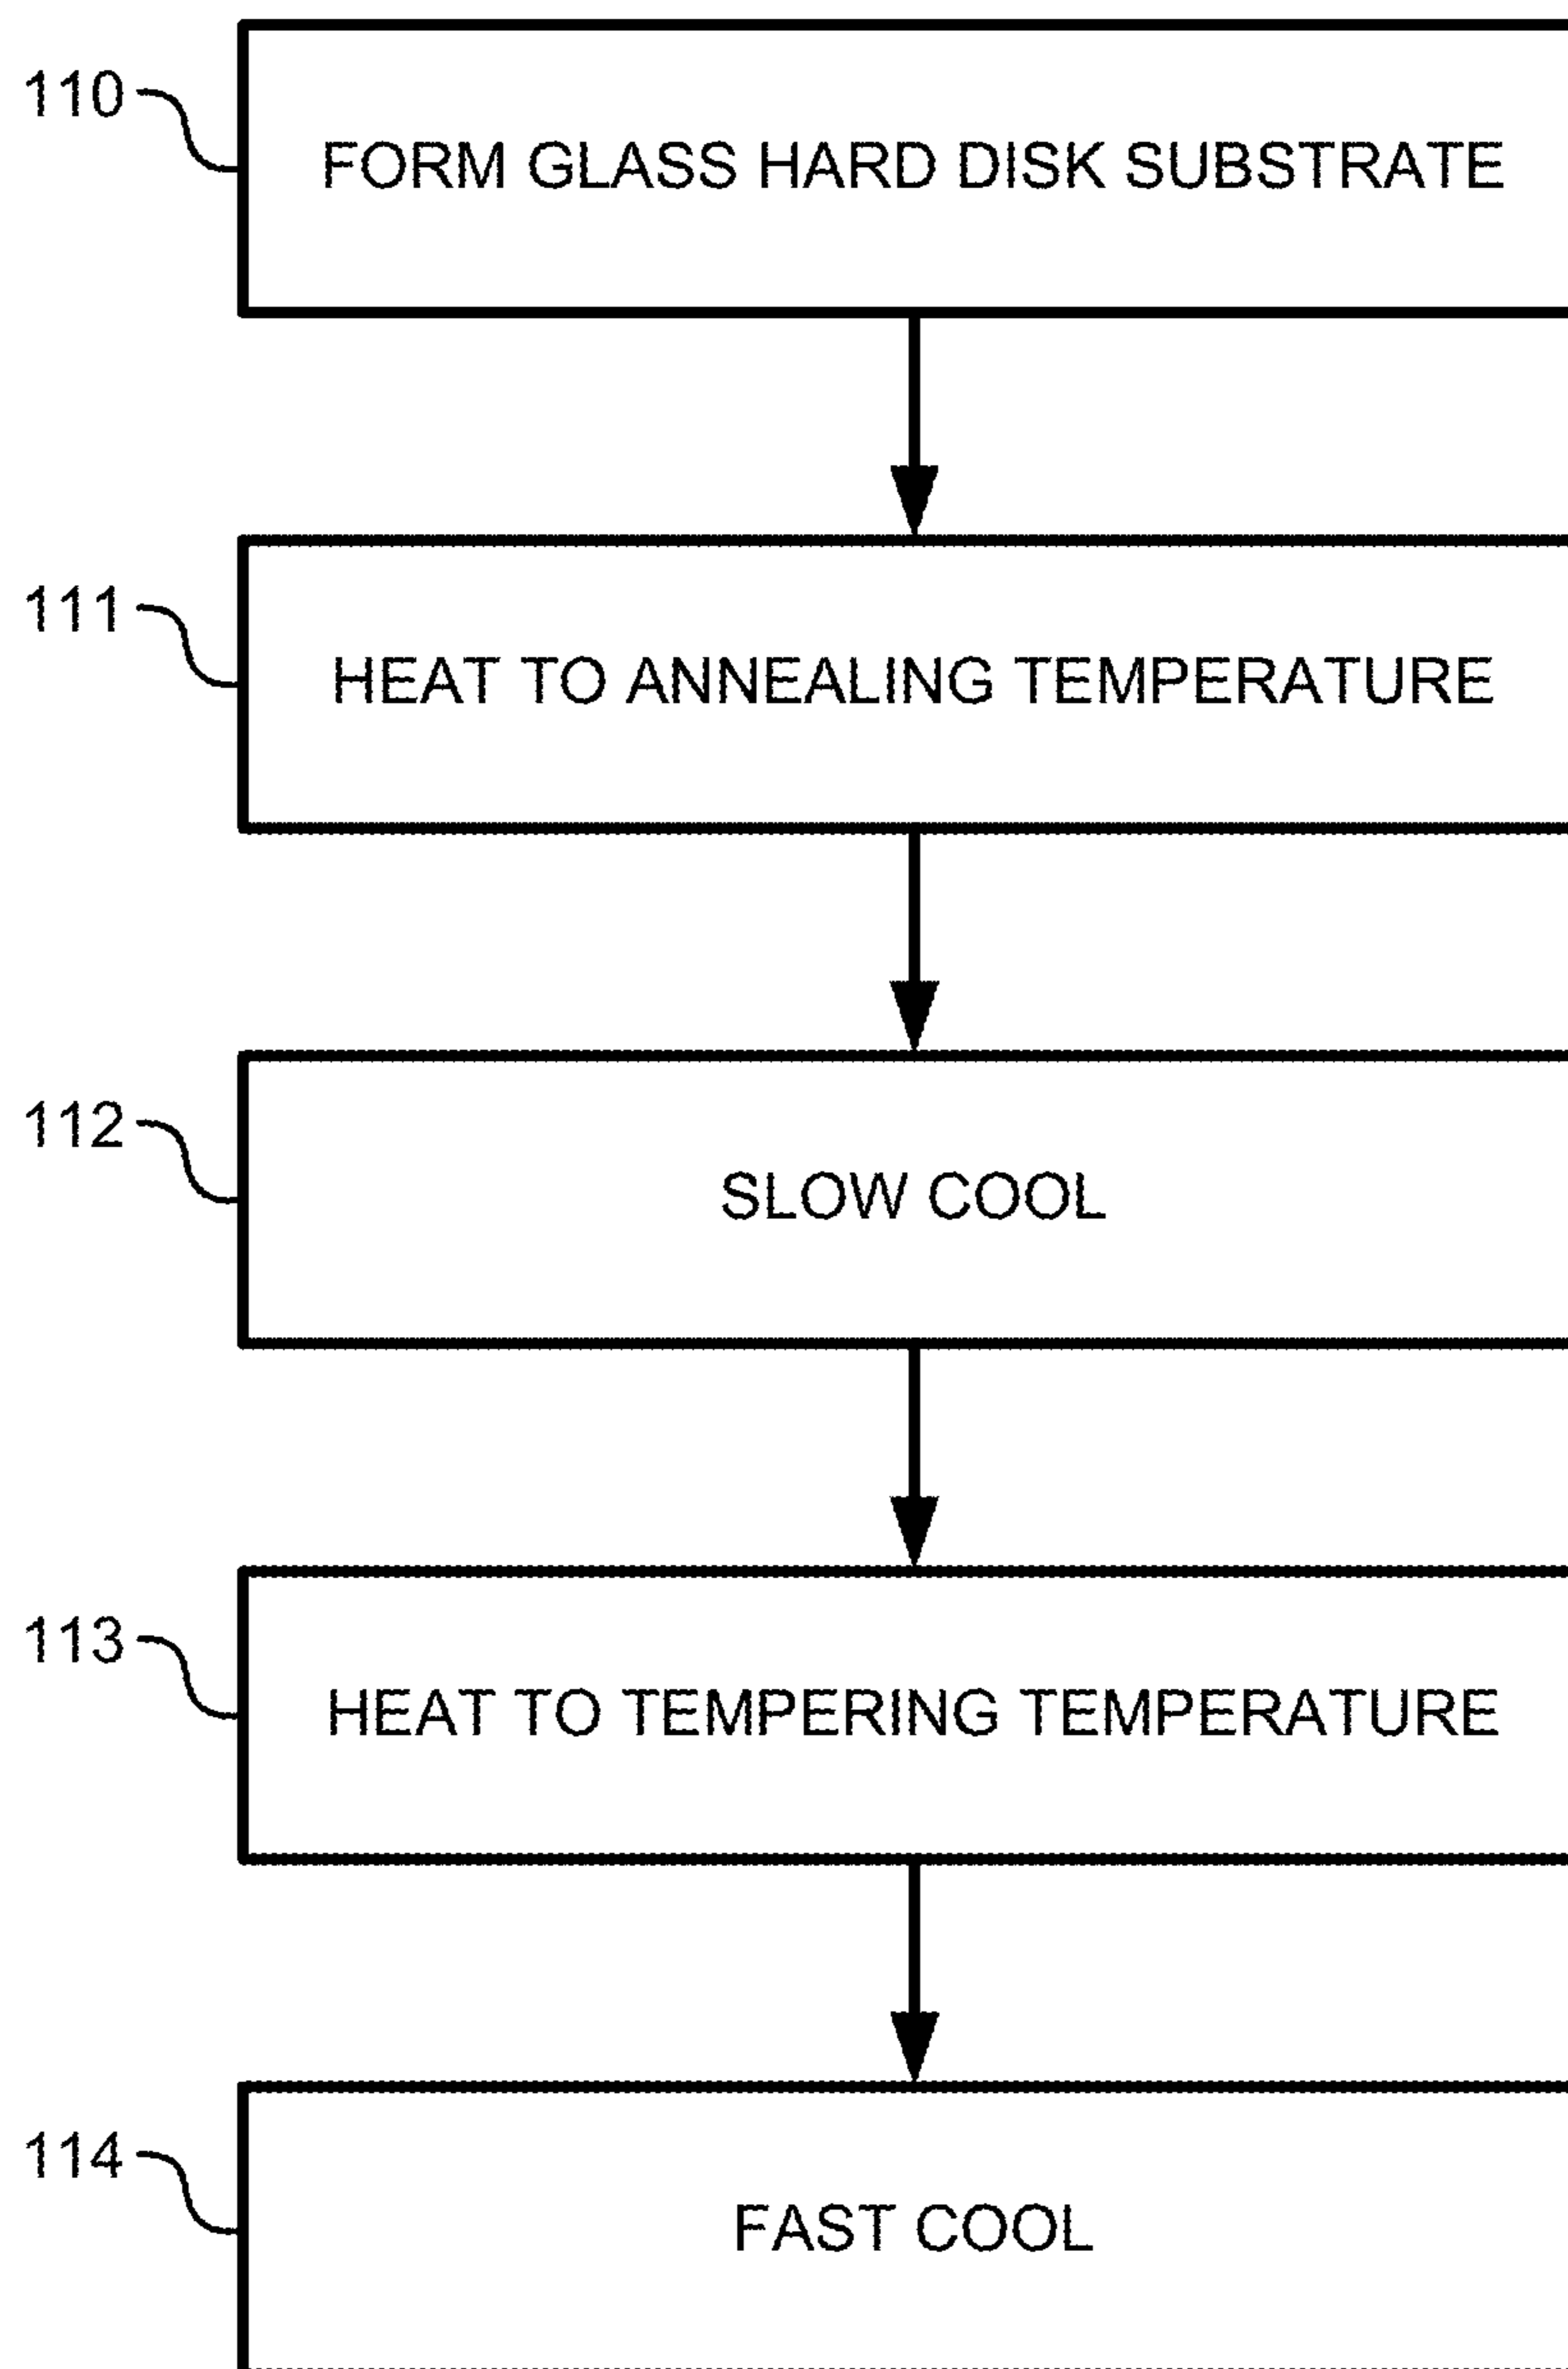 110
FORM GLASS HARD DISK SUBSTRATE
111
HEAT TO ANNEALING TEMPERATURE
112
SLOW COOL
113
HEAT TO TEMPERING TEMPERATURE
114
FAST COOL